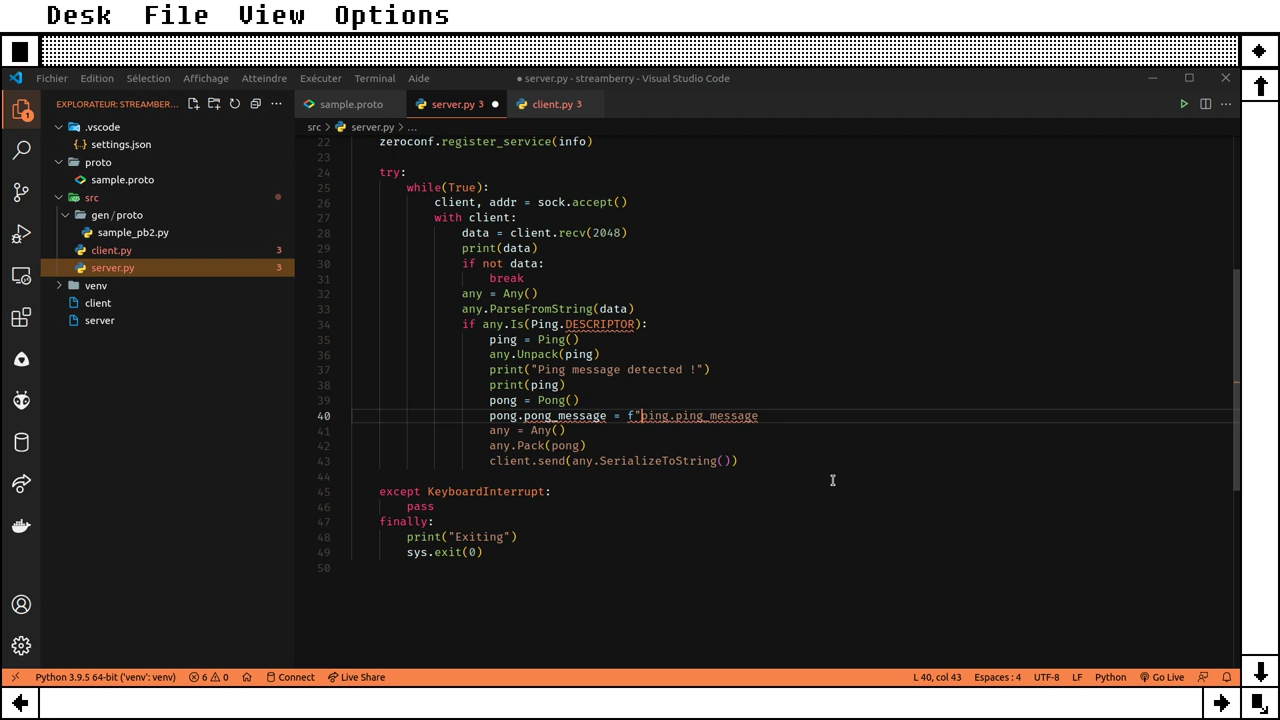 Desk File View Options
Fichier Edition Sélection Affichage Atteindre Exécuter Terminal Aide ● server.py - streamberry - Visual Studio Code
EXPLORATEUR: STREAMBER... sample.proto server.py 3 ● client.py 3
.vscode src > server.py > ...
settings.json
proto
sample.proto
src
gen / proto
sample_pb2.py
client.py 3
server.py 3
venv
client
server
22 zeroconf.register_service(info)
23
24 try:
25 while(True):
26 client, addr = sock.accept()
27 with client:
28 data = client.recv(2048)
29 print(data)
30 if not data:
31 break
32 any = Any()
33 any.ParseFromString(data)
34 if any.Is(Ping.DESCRIPTOR):
35 ping = Ping()
36 any.Unpack(ping)
37 print("Ping message detected !")
38 print(ping)
39 pong = Pong()
40 pong.pong_message = f"ping.ping_message
41 any = Any()
42 any.Pack(pong)
43 client.send(any.SerializeToString())
44
45 except KeyboardInterrupt:
46 pass
47 finally:
48 print("Exiting")
49 sys.exit(0)
50
Python 3.9.5 64-bit ('venv': venv) 6 0 Connect Live Share L 40, col 43 Espaces : 4 UTF-8 LF Python Go Live